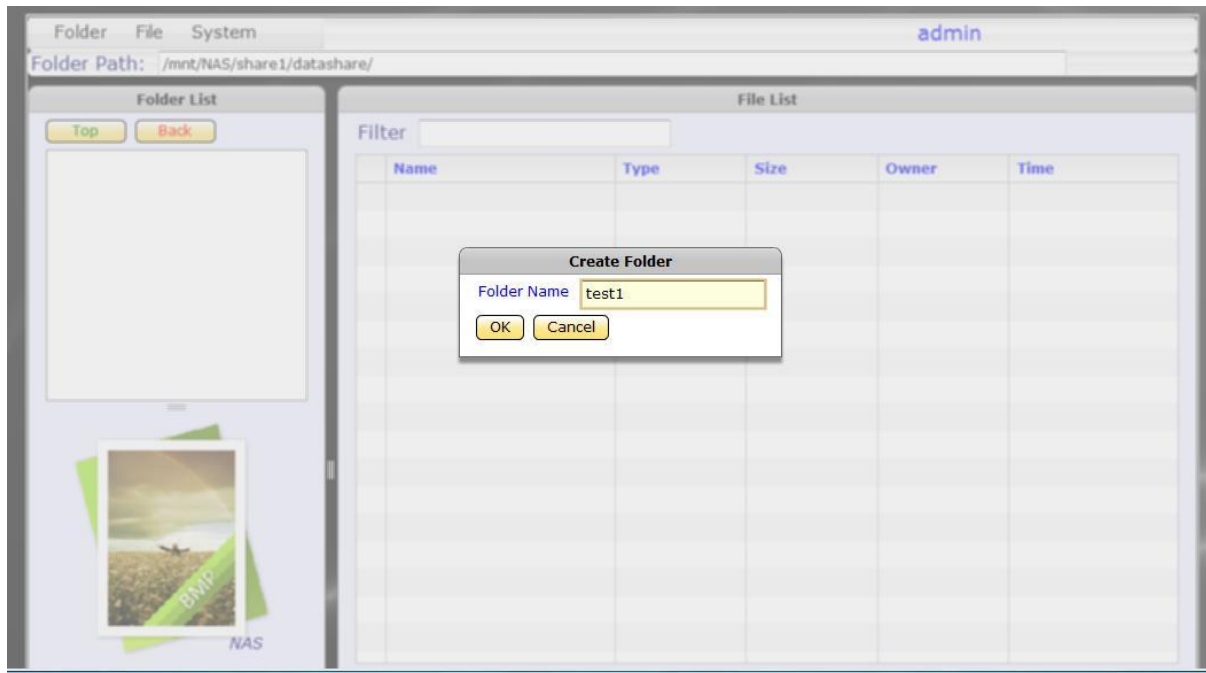 Folder File System admin
Folder Path: /mnt/NAS/share1/datashare/
Folder List
File List
Top Back
Filter
Name Type Size Owner Time
Create Folder
Folder Name test1
OK Cancel
BMP
NAS